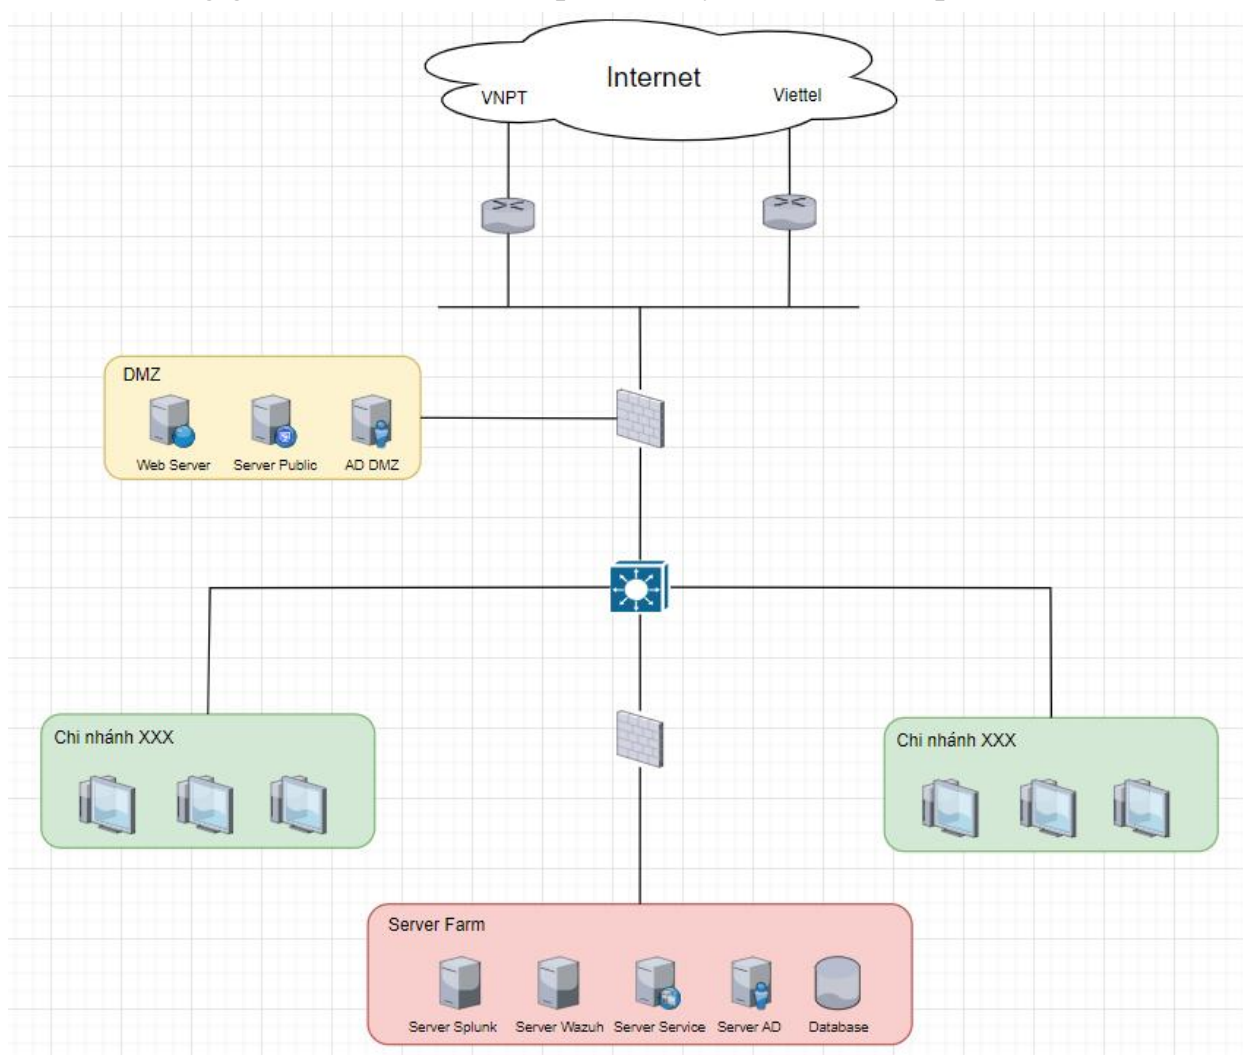 Internet
VNPT
Viettel
DMZ
Web Server
Server Public
AD DMZ
Chi nhánh XXX
Chi nhánh XXX
Server Farm
Server Splunk
Server Wazuh
Server Service
Server AD
Database